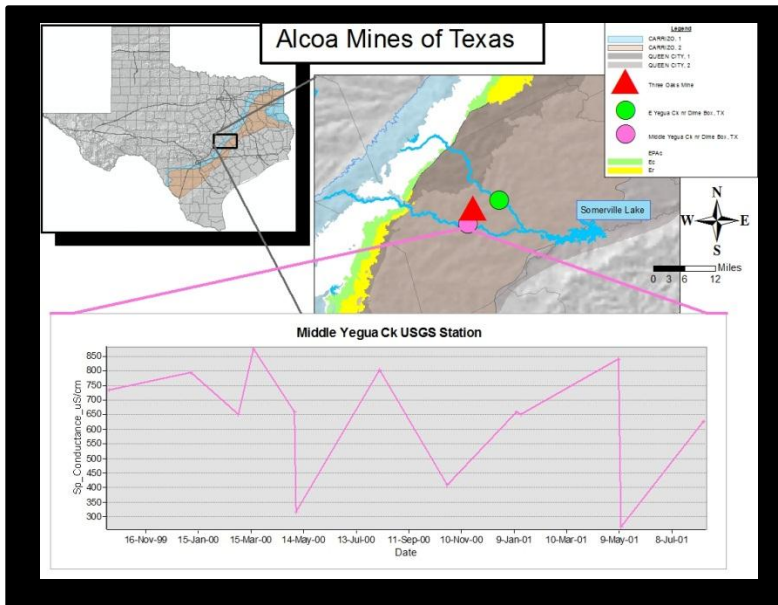 Alcoa Mines of Texas
Legend
CARRIZO, 1
CARRIZO, 2
QUEEN CITY, 1
QUEEN CITY, 2
Three Oaks Mine
E Yegua Ck nr Dime Box, TX
Middle Yegua Ck nr Dime Box, TX
EPAc
Ec
Er
Somerville Lake
N
W
E
S
Miles
0 3 6 12
Middle Yegua Ck USGS Station
Sp_Conductance_uS/cm
850
800
750
700
650
600
550
500
450
400
350
300
16-Nov-99 15-Jan-00 15-Mar-00 14-May-00 13-Jul-00 11-Sep-00 10-Nov-00 9-Jan-01 10-Mar-01 9-May-01 8-Jul-01
Date